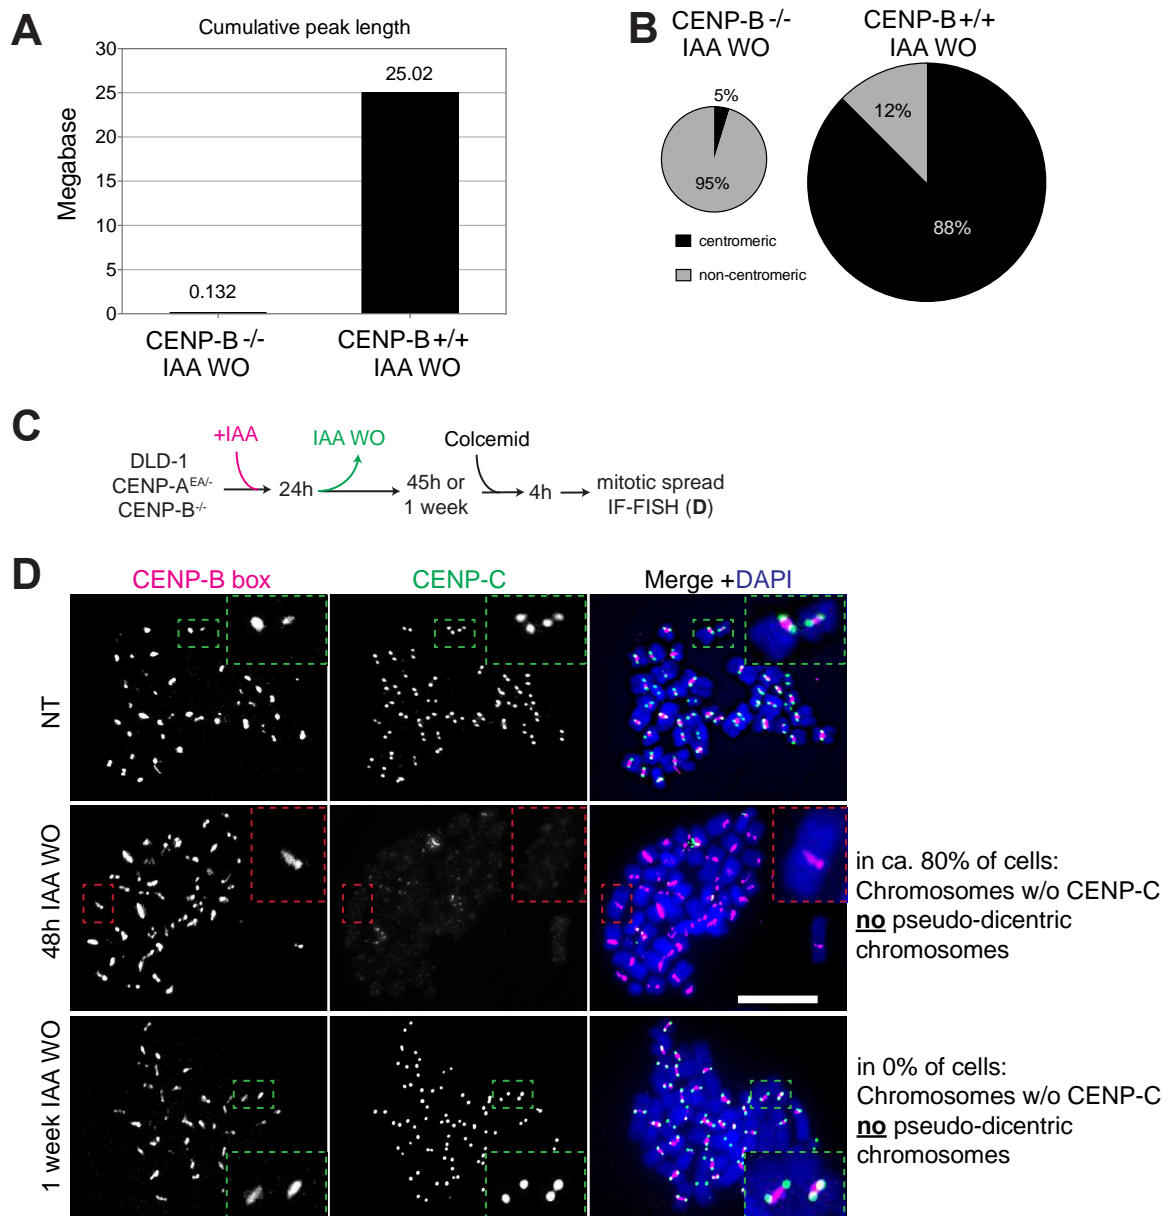 A
Cumulative peak length
Megabase
30
25
20
15
10
5
0
0.132
25.02
CENP-B -/-
IAA WO
CENP-B +/+
IAA WO
B
CENP-B -/-
IAA WO
CENP-B +/+
IAA WO
5%
95%
12%
88%
centromeric
non-centromeric
C
+IAA
IAA WO
Colcemid
DLD-1
CENP-A^EA/-
CENP-B^-/-
24h
45h or
1 week
4h
mitotic spread
IF-FISH (D)
D
CENP-B box
CENP-C
Merge +DAPI
NT
48h IAA WO
in ca. 80% of cells:
Chromosomes w/o CENP-C
no pseudo-dicentric
chromosomes
1 week IAA WO
in 0% of cells:
Chromosomes w/o CENP-C
no pseudo-dicentric
chromosomes